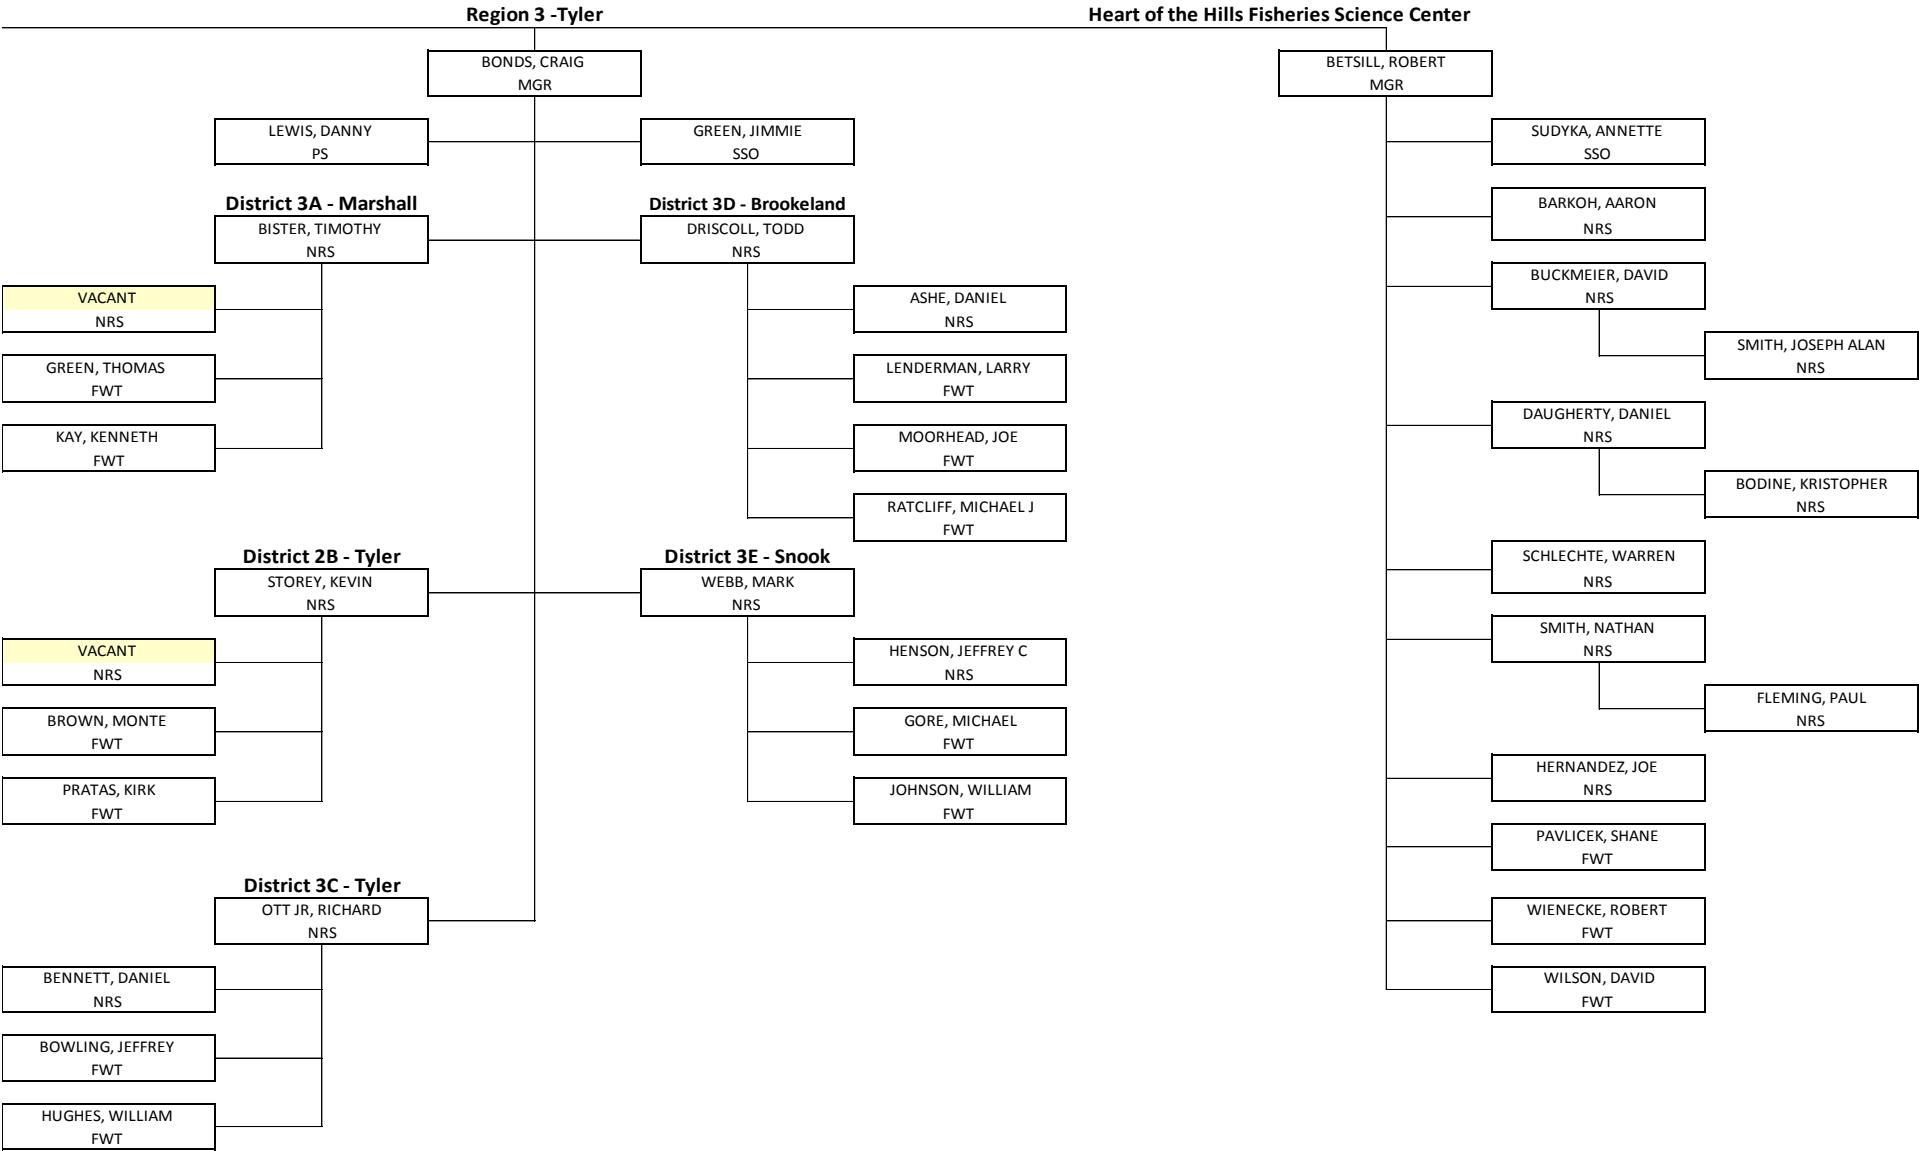 Region 3 -Tyler
BONDS, CRAIG
MGR
LEWIS, DANNY
PS
GREEN, JIMMIE
SSO
District 3A - Marshall
BISTER, TIMOTHY
NRS
VACANT
NRS
GREEN, THOMAS
FWT
KAY, KENNETH
FWT
District 3D - Brookeland
DRISCOLL, TODD
NRS
ASHE, DANIEL
NRS
LENDERMAN, LARRY
FWT
MOORHEAD, JOE
FWT
RATCLIFF, MICHAEL J
FWT
District 2B - Tyler
STOREY, KEVIN
NRS
VACANT
NRS
BROWN, MONTE
FWT
PRATAS, KIRK
FWT
District 3E - Snook
WEBB, MARK
NRS
HENSON, JEFFREY C
NRS
GORE, MICHAEL
FWT
JOHNSON, WILLIAM
FWT
District 3C - Tyler
OTT JR, RICHARD
NRS
BENNETT, DANIEL
NRS
BOWLING, JEFFREY
FWT
HUGHES, WILLIAM
FWT
Heart of the Hills Fisheries Science Center
BETSILL, ROBERT
MGR
SUDYKA, ANNETTE
SSO
BARKOH, AARON
NRS
BUCKMEIER, DAVID
NRS
SMITH, JOSEPH ALAN
NRS
DAUGHERTY, DANIEL
NRS
BODINE, KRISTOPHER
NRS
SCHLECHTE, WARREN
NRS
SMITH, NATHAN
NRS
FLEMING, PAUL
NRS
HERNANDEZ, JOE
NRS
PAVLICEK, SHANE
FWT
WIENECKE, ROBERT
FWT
WILSON, DAVID
FWT